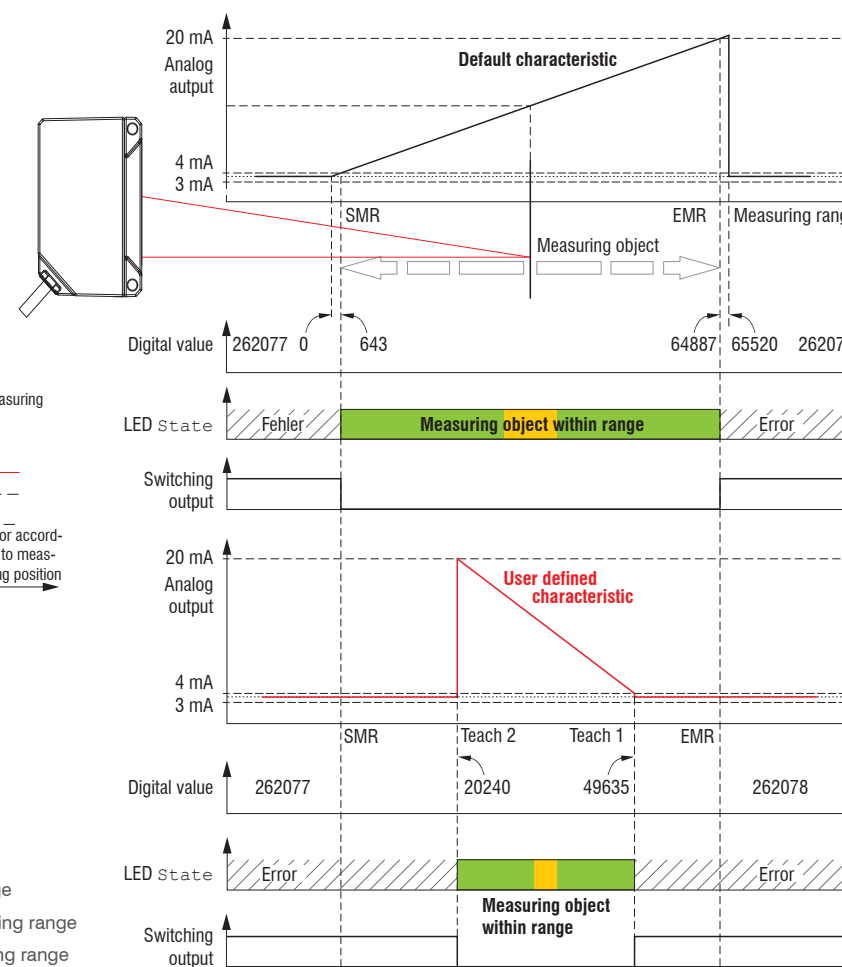 20 mA
Analog
autput
Default characteristic
4 mA
3 mA
SMR
EMR
Measuring rang
Measuring object
Digital value
262077
0
643
64887
65520
26207
asuring
LED State
Fehler
Measuring object within range
Error
Switching
output
or accord-
to meas-
ng position
20 mA
Analog
output
User defined
characteristic
4 mA
3 mA
SMR
Teach 2
Teach 1
EMR
Digital value
262077
20240
49635
262078
LED State
Error
Error
ge
ing range
ng range
Measuring object
within range
Switching
output